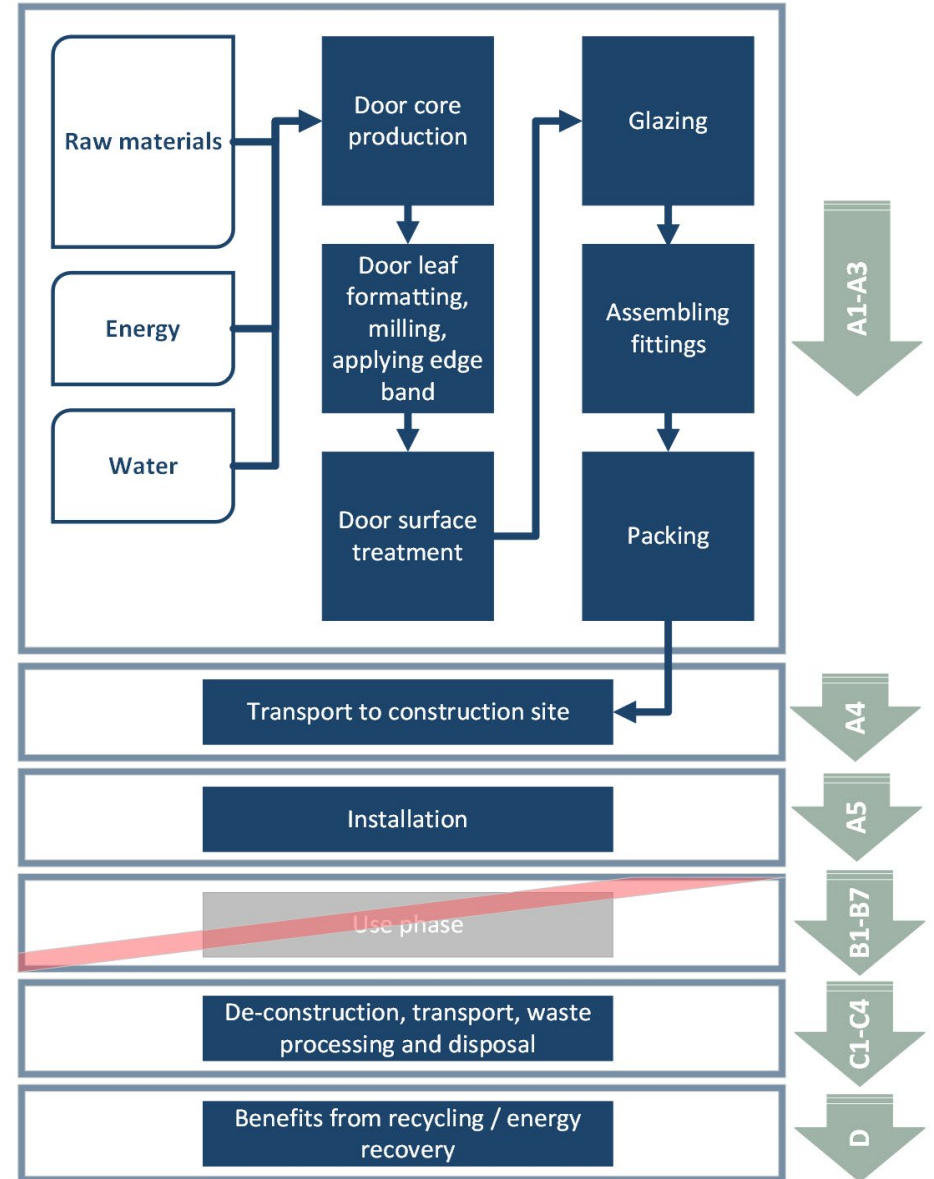 Raw materials
Energy
Water
Door core
production
Door leaf
formatting,
milling,
applying edge
band
Door surface
treatment
Glazing
Assembling
fittings
Packing
A1-A3
Transport to construction site
A4
Installation
A5
Use phase
B1-B7
De-construction, transport, waste
processing and disposal
C1-C4
Benefits from recycling / energy
recovery
D